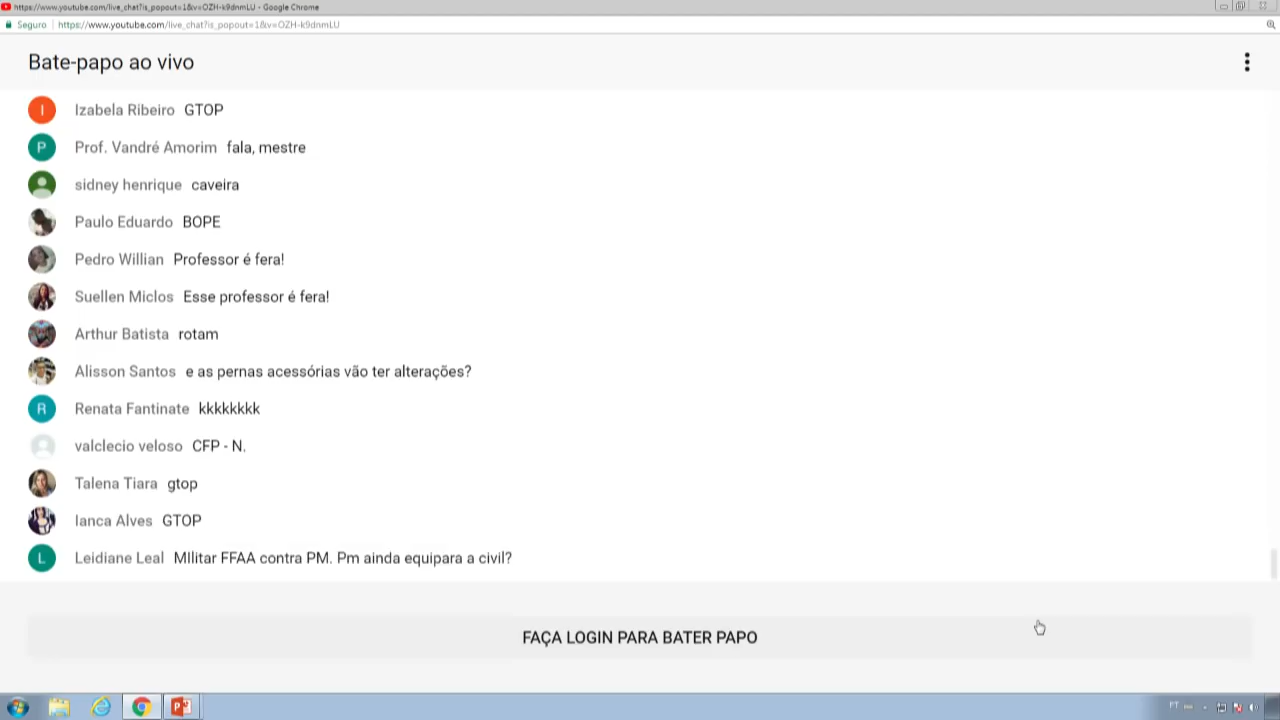 https://www.youtube.com/live_chat?is_popout=1&v=OZH-k9dnmLU - Google Chrome
Seguro https://www.youtube.com/live_chat?is_popout=1&v=OZH-k9dnmLU
Bate-papo ao vivo
I Izabela Ribeiro GTOP
P Prof. Vandré Amorim fala, mestre
sidney henrique caveira
Paulo Eduardo BOPE
Pedro Willian Professor é fera!
Suellen Miclos Esse professor é fera!
Arthur Batista rotam
Alisson Santos e as pernas acessórias vão ter alterações?
R Renata Fantinate kkkkkkkk
valclecio veloso CFP - N.
Talena Tiara gtop
Ianca Alves GTOP
L Leidiane Leal MIlitar FFAA contra PM. Pm ainda equipara a civil?
FAÇA LOGIN PARA BATER PAPO
PT